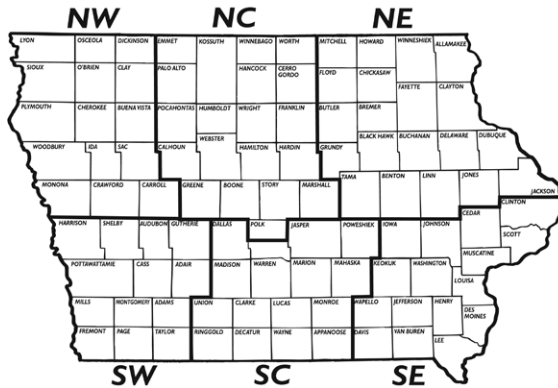 NW NC NE
LYON OSCEOLA DICKINSON EMMET KOSSUTH WINNEBAGO WORTH MITCHELL HOWARD WINNESHIEK ALLAMAKEE
SIOUX O'BRIEN CLAY PALO ALTO HANCOCK CERRO GORDO FLOYD CHICKASAW
FAYETTE CLAYTON
PLYMOUTH CHEROKEE BUENA VISTA POCAHONTAS HUMBOLDT WRIGHT FRANKLIN BUTLER BREMER
WOODBURY IDA SAC CALHOUN WEBSTER HAMILTON HARDIN GRUNDY BLACK HAWK BUCHANAN DELAWARE DUBUQUE
MONONA CRAWFORD CARROLL GREENE BOONE STORY MARSHALL TAMA BENTON LINN JONES JACKSON
CLINTON
HARRISON SHELBY AUDUBON GUTHERIE DALLAS POLK JASPER POWESHIEK IOWA JOHNSON CEDAR
SCOTT
MUSCATINE
POTTAWATTAMIE CASS ADAIR MADISON WARREN MARION MAHASKA KEOKUK WASHINGTON
LOUISA
MILLS MONTGOMERY ADAMS UNION CLARKE LUCAS MONROE WAPELLO JEFFERSON HENRY DES MOINES
FREMONT PAGE TAYLOR RINGGOLD DECATUR WAYNE APPANOOSE DAVIS VAN BUREN
LEE
SW SC SE